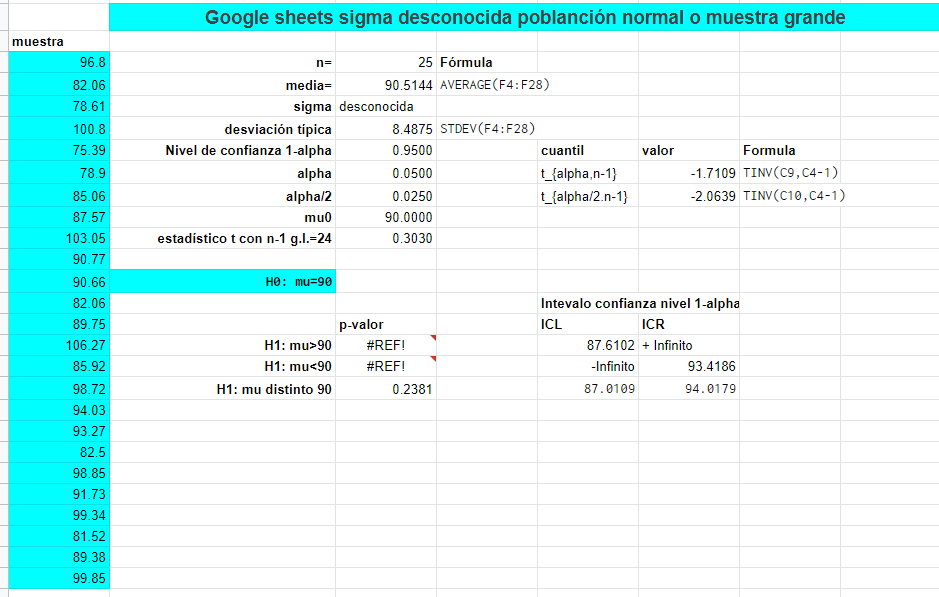 Google sheets sigma desconocida poblanción normal o muestra grande
muestra
96.8 n= 25 Fórmula
82.06 media= 90.5144 AVERAGE(F4:F28)
78.61 sigma desconocida
100.8 desviación típica 8.4875 STDEV(F4:F28)
75.39 Nivel de confianza 1-alpha 0.9500 cuantil valor Formula
78.9 alpha 0.0500 t_{alpha,n-1} -1.7109 TINV(C9,C4-1)
85.06 alpha/2 0.0250 t_{alpha/2.n-1} -2.0639 TINV(C10,C4-1)
87.57 mu0 90.0000
103.05 estadístico t con n-1 g.l.=24 0.3030
90.77
90.66 H0: mu=90
82.06 Intevalo confianza nivel 1-alpha
89.75 p-valor ICL ICR
106.27 H1: mu>90 #REF! 87.6102 + Infinito
85.92 H1: mu<90 #REF! -Infinito 93.4186
98.72 H1: mu distinto 90 0.2381 87.0109 94.0179
94.03
93.27
82.5
98.85
91.73
99.34
81.52
89.38
99.85